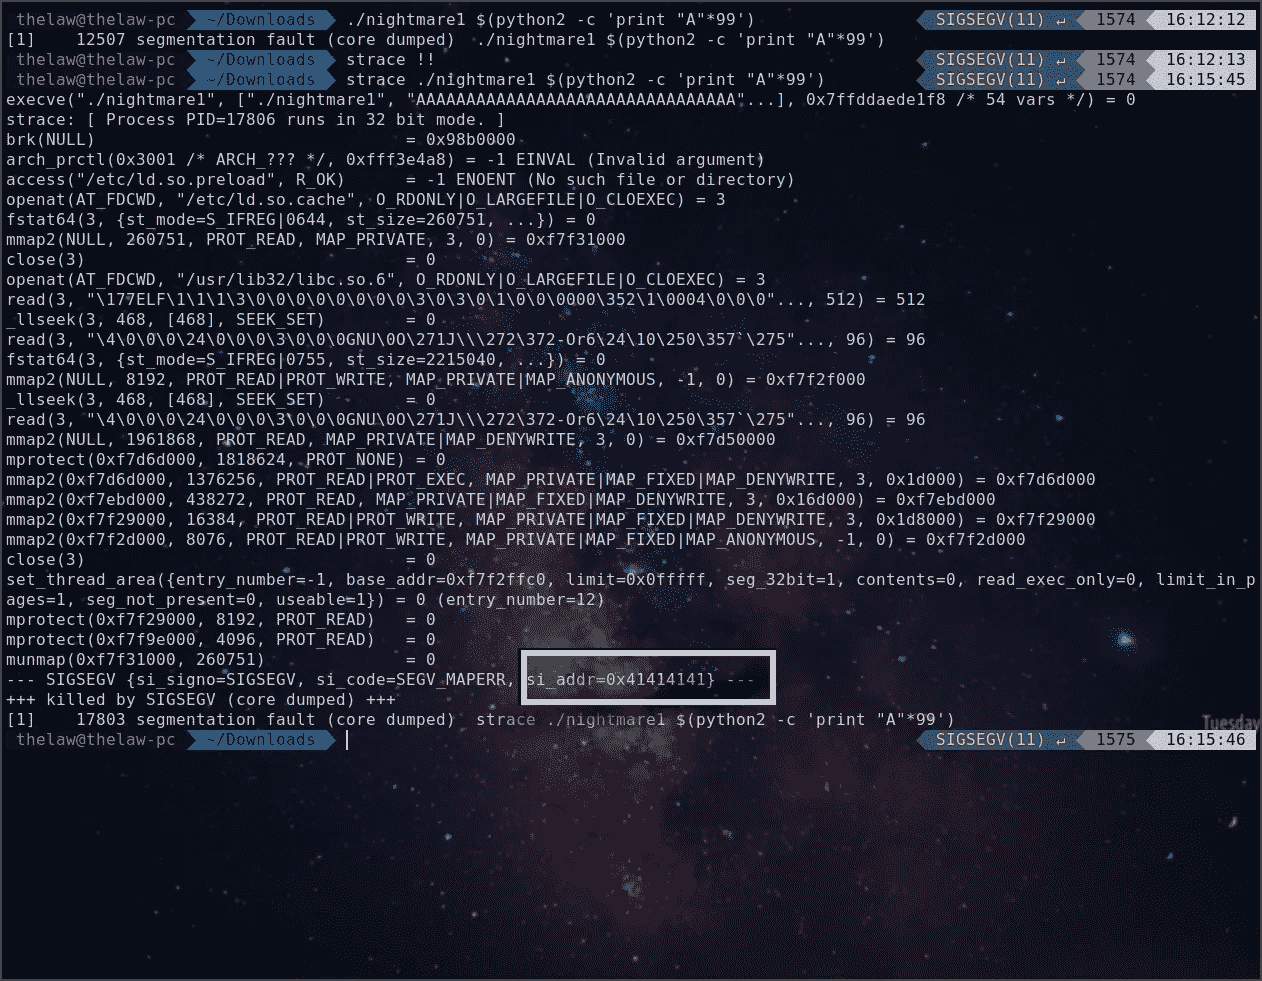 thelaw@thelaw-pc ~/Downloads ./nightmare1 $(python2 -c 'print "A"*99') SIGSEGV(11) ↵ 1574 16:12:12
[1]    12507 segmentation fault (core dumped)  ./nightmare1 $(python2 -c 'print "A"*99')
thelaw@thelaw-pc ~/Downloads strace !! SIGSEGV(11) ↵ 1574 16:12:13
thelaw@thelaw-pc ~/Downloads strace ./nightmare1 $(python2 -c 'print "A"*99') SIGSEGV(11) ↵ 1574 16:15:45
execve("./nightmare1", ["./nightmare1", "AAAAAAAAAAAAAAAAAAAAAAAAAAAAAAAA"...], 0x7ffddaede1f8 /* 54 vars */) = 0
strace: [ Process PID=17806 runs in 32 bit mode. ]
brk(NULL)                               = 0x98b0000
arch_prctl(0x3001 /* ARCH_??? */, 0xfff3e4a8) = -1 EINVAL (Invalid argument)
access("/etc/ld.so.preload", R_OK)      = -1 ENOENT (No such file or directory)
openat(AT_FDCWD, "/etc/ld.so.cache", O_RDONLY|O_LARGEFILE|O_CLOEXEC) = 3
fstat64(3, {st_mode=S_IFREG|0644, st_size=260751, ...}) = 0
mmap2(NULL, 260751, PROT_READ, MAP_PRIVATE, 3, 0) = 0xf7f31000
close(3)                                = 0
openat(AT_FDCWD, "/usr/lib32/libc.so.6", O_RDONLY|O_LARGEFILE|O_CLOEXEC) = 3
read(3, "\177ELF\1\1\1\3\0\0\0\0\0\0\0\0\3\0\3\0\1\0\0\0000\352\1\0004\0\0\0"..., 512) = 512
_llseek(3, 468, [468], SEEK_SET)        = 0
read(3, "\4\0\0\0\24\0\0\0\3\0\0\0GNU\0O\271J\\\272\372-Or6\24\10\250\357`\275"..., 96) = 96
fstat64(3, {st_mode=S_IFREG|0755, st_size=2215040, ...}) = 0
mmap2(NULL, 8192, PROT_READ|PROT_WRITE, MAP_PRIVATE|MAP_ANONYMOUS, -1, 0) = 0xf7f2f000
_llseek(3, 468, [468], SEEK_SET)        = 0
read(3, "\4\0\0\0\24\0\0\0\3\0\0\0GNU\0O\271J\\\272\372-Or6\24\10\250\357`\275"..., 96) = 96
mmap2(NULL, 1961868, PROT_READ, MAP_PRIVATE|MAP_DENYWRITE, 3, 0) = 0xf7d50000
mprotect(0xf7d6d000, 1818624, PROT_NONE) = 0
mmap2(0xf7d6d000, 1376256, PROT_READ|PROT_EXEC, MAP_PRIVATE|MAP_FIXED|MAP_DENYWRITE, 3, 0x1d000) = 0xf7d6d000
mmap2(0xf7ebd000, 438272, PROT_READ, MAP_PRIVATE|MAP_FIXED|MAP_DENYWRITE, 3, 0x16d000) = 0xf7ebd000
mmap2(0xf7f29000, 16384, PROT_READ|PROT_WRITE, MAP_PRIVATE|MAP_FIXED|MAP_DENYWRITE, 3, 0x1d8000) = 0xf7f29000
mmap2(0xf7f2d000, 8076, PROT_READ|PROT_WRITE, MAP_PRIVATE|MAP_FIXED|MAP_ANONYMOUS, -1, 0) = 0xf7f2d000
close(3)                                = 0
set_thread_area({entry_number=-1, base_addr=0xf7f2ffc0, limit=0x0fffff, seg_32bit=1, contents=0, read_exec_only=0, limit_in_p
ages=1, seg_not_present=0, useable=1}) = 0 (entry_number=12)
mprotect(0xf7f29000, 8192, PROT_READ)   = 0
mprotect(0xf7f9e000, 4096, PROT_READ)   = 0
munmap(0xf7f31000, 260751)              = 0
--- SIGSEGV {si_signo=SIGSEGV, si_code=SEGV_MAPERR, si_addr=0x41414141} ---
+++ killed by SIGSEGV (core dumped) +++
[1]    17803 segmentation fault (core dumped)  strace ./nightmare1 $(python2 -c 'print "A"*99')
Tuesday
thelaw@thelaw-pc ~/Downloads SIGSEGV(11) ↵ 1575 16:15:46